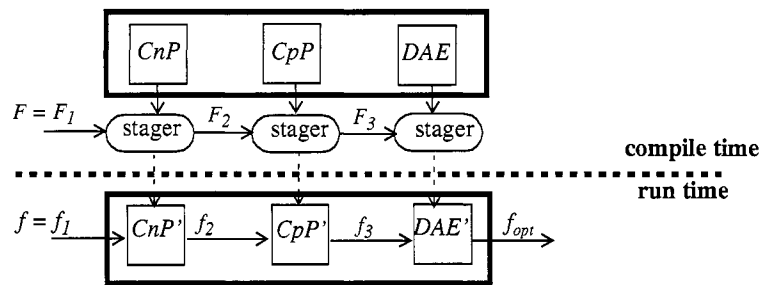 CnP CpP DAE
F = F1 stager F2 stager F3 stager
compile time
run time
f = f1 CnP' f2 CpP' f3 DAE' fopt